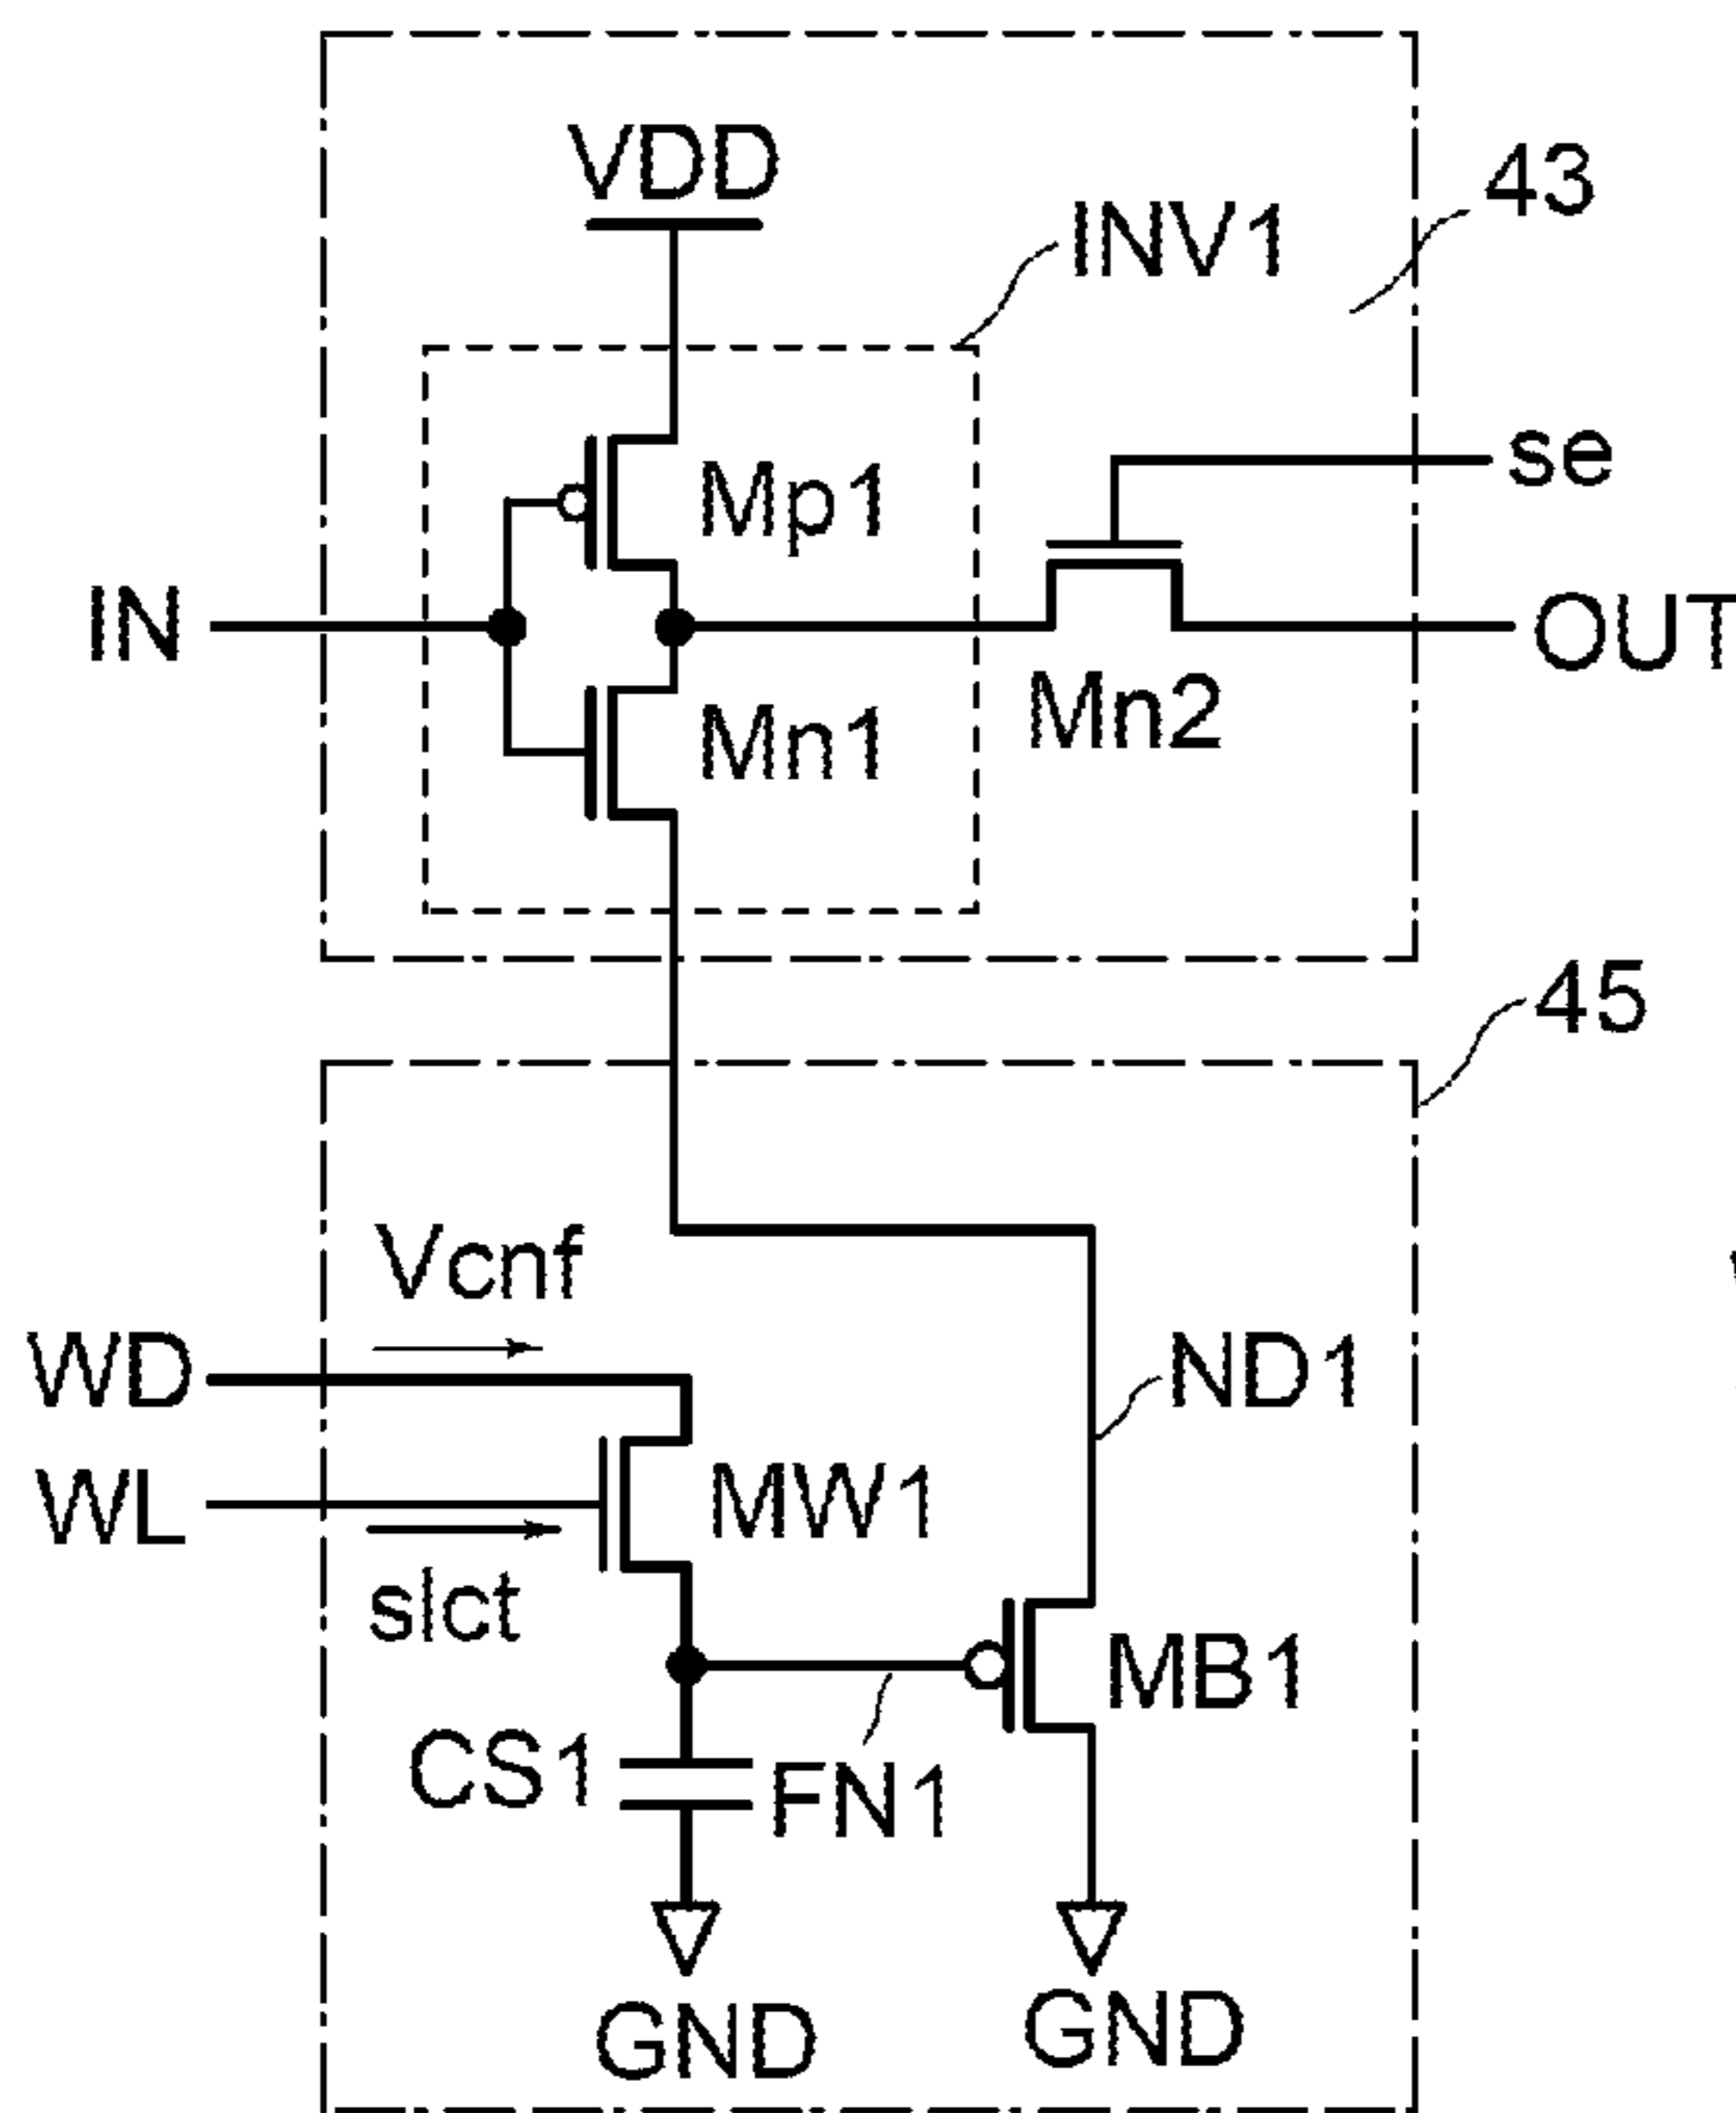 VDD
43
INV1
se
Mp1
IN
OUT
Mn2
Mn1
45
Vcnf
WD
ND1
WL
MW1
slct
MB1
CS1
FN1
GND
GND